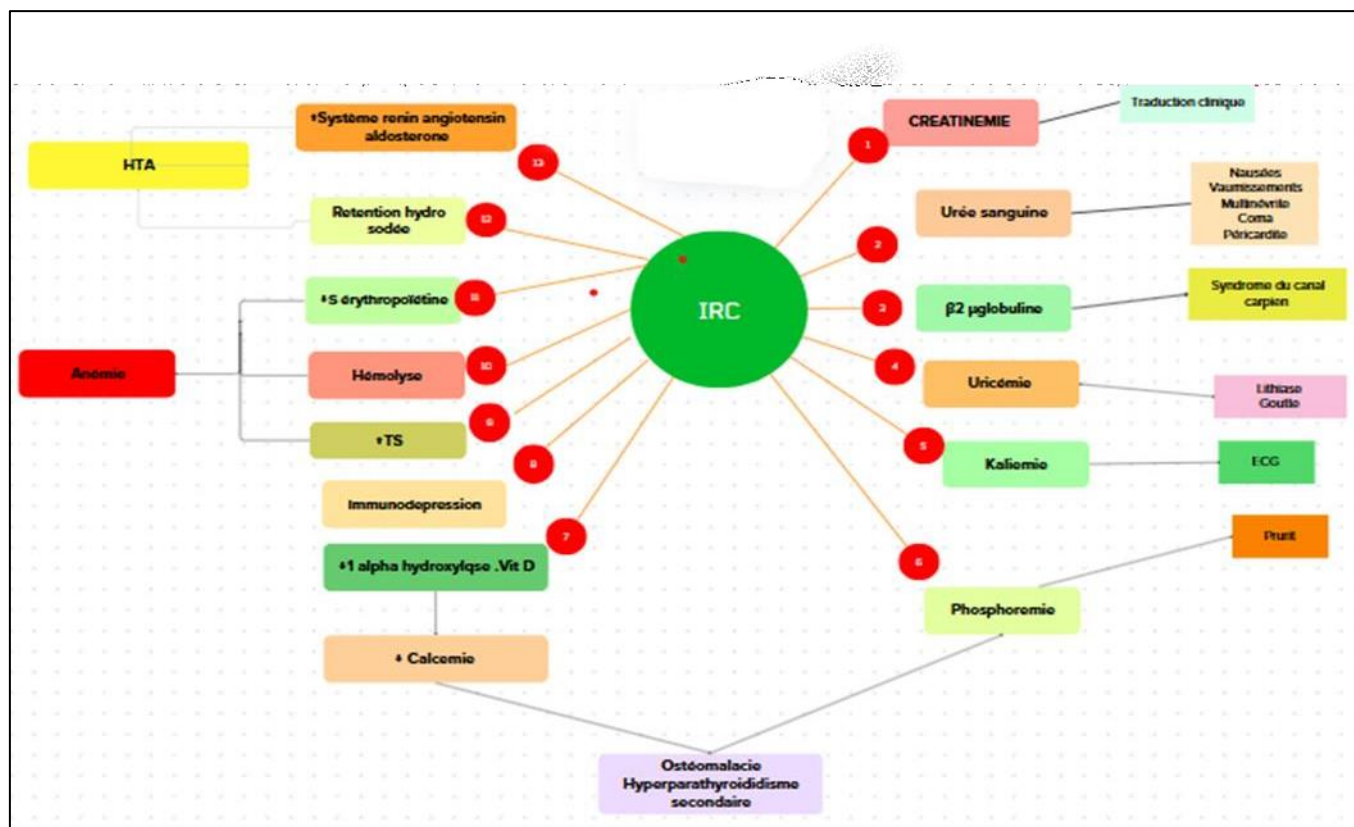 ↑Système renin angiotensin
aldosterone
HTA
Retention hydro
sodée
↓S érythropoïétine
Anémie
Hémolyse
↑TS
Immunodepression
↓1 alpha hydroxylqse .Vit D
↓ Calcemie
13
12
11
10
9
8
7
IRC
1
2
3
4
5
6
CREATINEMIE
Traduction clinique
Urée sanguine
Nausées
Vaumissements
Multinévrite
Coma
Péricardite
β2 µglobuline
Syndrome du canal
carpien
Uricémie
Lithiase
Goutte
Kaliemie
ECG
Phosphoremie
Prurit
Ostéomalacie
Hyperparathyroididisme
secondaire